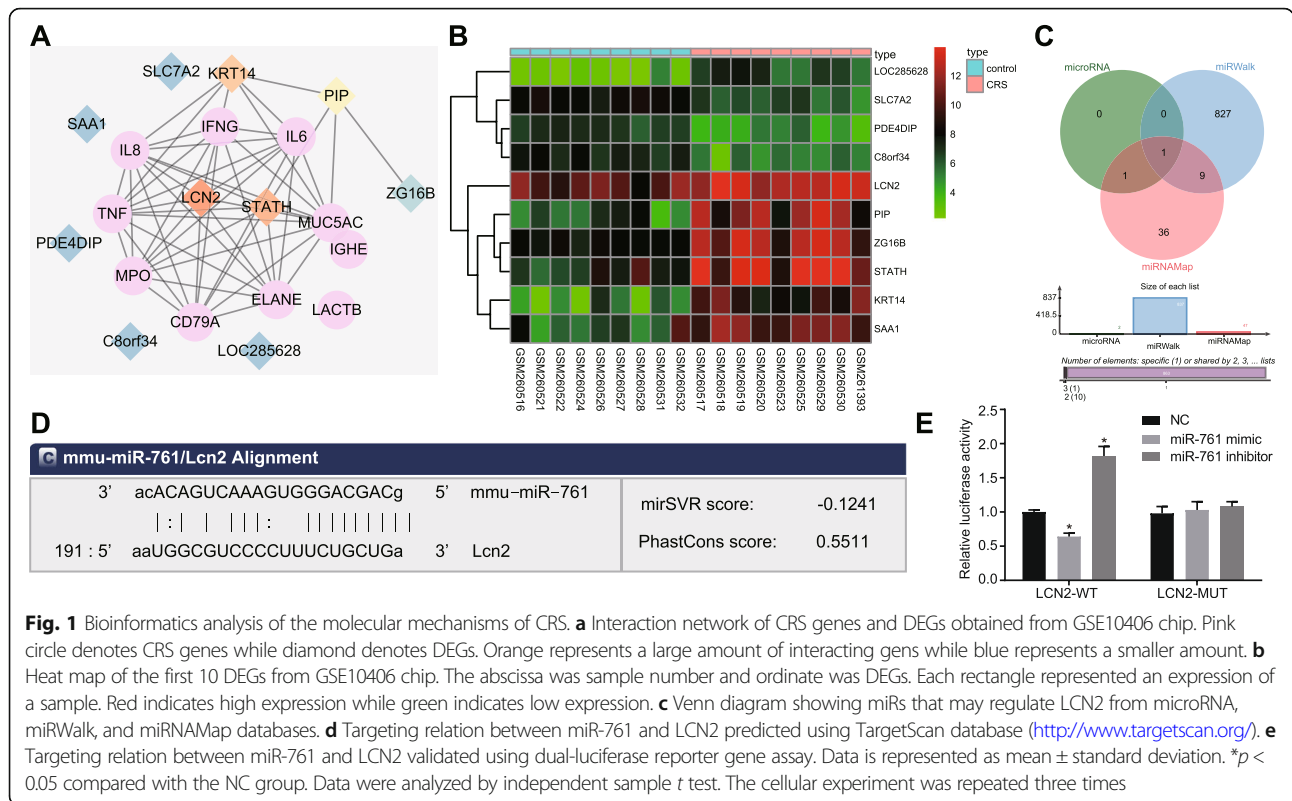 A
SLC7A2
KRT14
PIP
SAA1
IFNG
IL6
IL8
LCN2
STATH
ZG16B
TNF
MUC5AC
IGHE
PDE4DIP
MPO
ELANE
LACTB
CD79A
C8orf34
LOC285628
B
type
LOC285628
SLC7A2
PDE4DIP
C8orf34
LCN2
PIP
ZG16B
STATH
KRT14
SAA1
GSM260516
GSM260521
GSM260522
GSM260524
GSM260526
GSM260527
GSM260528
GSM260531
GSM260532
GSM260517
GSM260518
GSM260519
GSM260520
GSM260523
GSM260525
GSM260529
GSM260530
GSM261393
12
10
8
6
4
type
control
CRS
C
microRNA
miRWalk
0
0
827
1
1
9
36
miRNAMap
Size of each list
837
418.5
0
2
837
47
microRNA
miRWalk
miRNAMap
Number of elements: specific (1) or shared by 2, 3, ... lists
3 (1)
2 (10)
1
D
C mmu-miR-761/Lcn2 Alignment
3' acACAGUCAAAGUGGGACGACg 5' mmu-miR-761
191 : 5' aaUGGCGUCCCCUUUCUGCUGa 3' Lcn2
mirSVR score: -0.1241
PhastCons score: 0.5511
E
Relative luciferase activity
2.5
2.0
1.5
1.0
0.5
0.0
*
*
NC
miR-761 mimic
miR-761 inhibitor
LCN2-WT
LCN2-MUT
Fig. 1 Bioinformatics analysis of the molecular mechanisms of CRS. a Interaction network of CRS genes and DEGs obtained from GSE10406 chip. Pink
circle denotes CRS genes while diamond denotes DEGs. Orange represents a large amount of interacting gens while blue represents a smaller amount. b
Heat map of the first 10 DEGs from GSE10406 chip. The abscissa was sample number and ordinate was DEGs. Each rectangle represented an expression of
a sample. Red indicates high expression while green indicates low expression. c Venn diagram showing miRs that may regulate LCN2 from microRNA,
miRWalk, and miRNAMap databases. d Targeting relation between miR-761 and LCN2 predicted using TargetScan database (http://www.targetscan.org/). e
Targeting relation between miR-761 and LCN2 validated using dual-luciferase reporter gene assay. Data is represented as mean ± standard deviation. *p <
0.05 compared with the NC group. Data were analyzed by independent sample t test. The cellular experiment was repeated three times